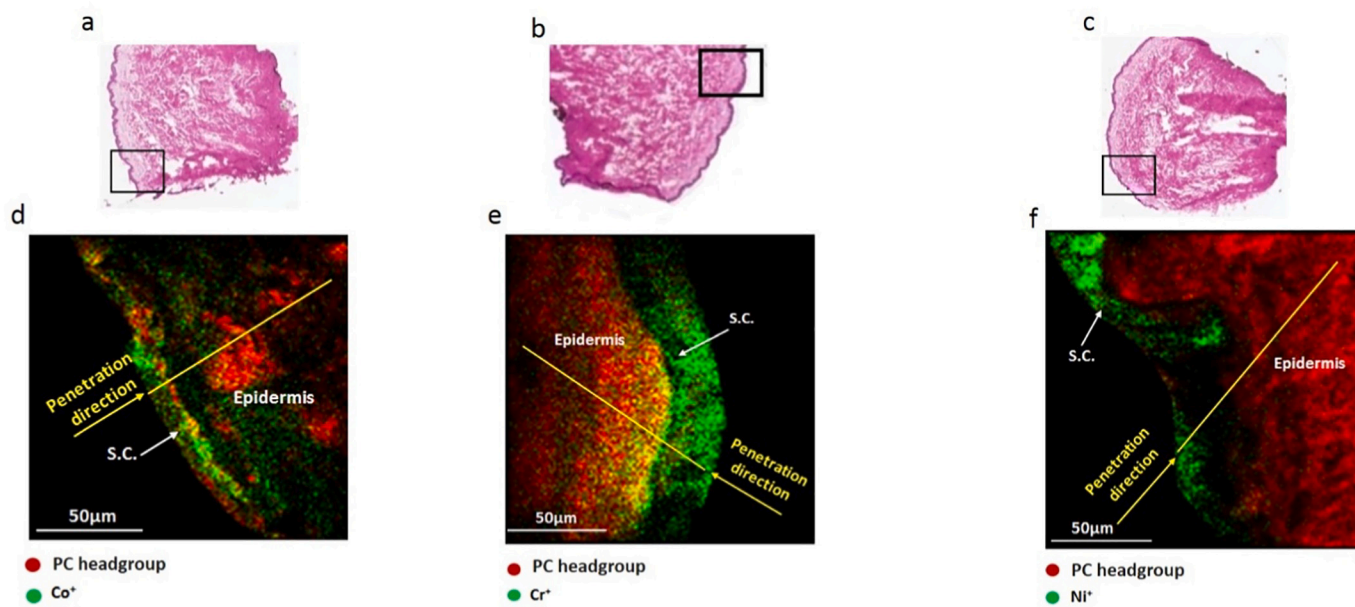 a
b
c
d
e
f
Penetration
direction
S.C.
Epidermis
50μm
PC headgroup
Co⁺
Epidermis
S.C.
Penetration
direction
50μm
PC headgroup
Cr⁺
S.C.
Epidermis
Penetration
direction
50μm
PC headgroup
Ni⁺